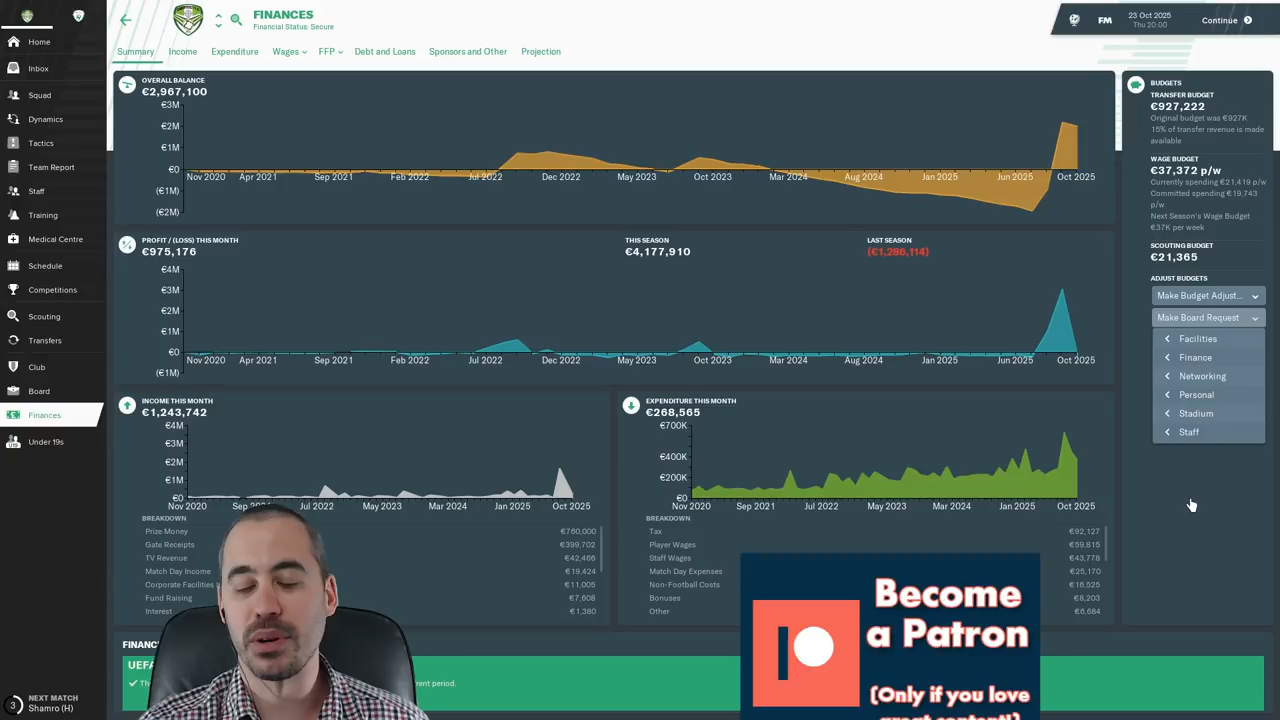 FINANCES
Financial Status: Secure
FM
23 Oct 2025
Thu 20:00
Continue
Home
Inbox
Squad
Dynamics
Tactics
Team Report
Staff
Training
Medical Centre
Schedule
Competitions
Scouting
Transfers
Club
Board
Finances
Under 19s
3
NEXT MATCH
Shamro (H)
Summary
Income
Expenditure
Wages
FFP
Debt and Loans
Sponsors and Other
Projection
OVERALL BALANCE
€2,967,100
€3M
€2M
€1M
€0
(€1M)
(€2M)
Nov 2020 Apr 2021 Sep 2021 Feb 2022 Jul 2022 Dec 2022 May 2023 Oct 2023 Mar 2024 Aug 2024 Jan 2025 Jun 2025 Oct 2025
PROFIT / (LOSS) THIS MONTH
€975,176
THIS SEASON
€4,177,910
LAST SEASON
(€1,286,114)
€4M
€3M
€2M
€1M
€0
(€1M)
Nov 2020 Apr 2021 Sep 2021 Feb 2022 Jul 2022 Dec 2022 May 2023 Oct 2023 Mar 2024 Aug 2024 Jan 2025 Jun 2025 Oct 2025
INCOME THIS MONTH
€1,243,742
€4M
€3M
€2M
€1M
€0
Nov 2020 Sep Jul 2022 May 2023 Mar 2024 Jan 2025 Oct 2025
BREAKDOWN
Prize Money €760,000
Gate Receipts €399,702
TV Revenue €42,466
Match Day Income €19,424
Corporate Facilities €11,005
Fund Raising €7,608
Interest €1,380
EXPENDITURE THIS MONTH
€268,565
€700K
€400K
€200K
€0
Nov 2020 Sep 2021 Jul 2022 May 2023 Mar 2024 Jan 2025 Oct 2025
BREAKDOWN
Tax €92,127
Player Wages €59,815
Staff Wages €43,778
Match Day Expenses €25,170
Non-Football Costs €16,525
Bonuses €8,203
Other €6,684
BUDGETS
TRANSFER BUDGET
€927,222
Original budget was €927K
15% of transfer revenue is made
available
WAGE BUDGET
€37,372 p/w
Currently spending €21,419 p/w
Committed spending €19,743
p/w
Next Season's Wage Budget
€37K per week
SCOUTING BUDGET
€21,365
ADJUST BUDGETS
Make Budget Adjust...
Make Board Request
Facilities
Finance
Networking
Personal
Stadium
Staff
Become
a Patron
(Only if you love
great content!)
FINANC
UEFA
rent period.